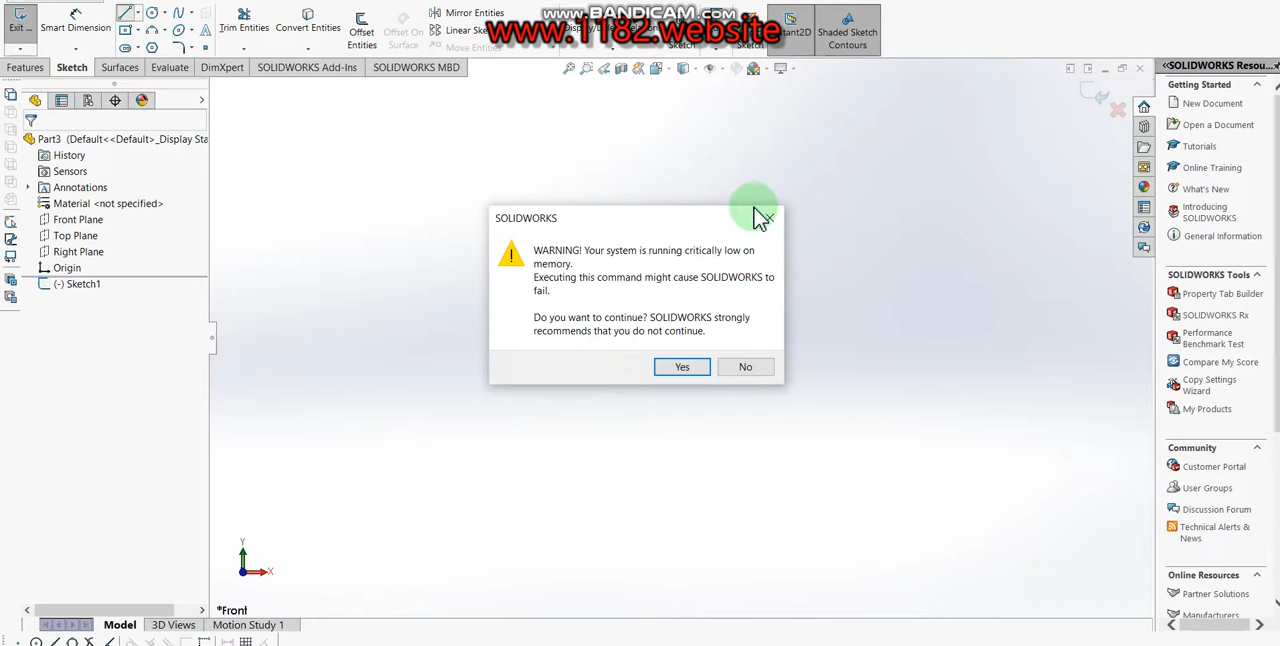 www.BANDICAM.com
www.1182.website
Exit ...
Smart Dimension
Trim Entities
Convert Entities
Offset
Entities
Offset On
Surface
Mirror Entities
Linear
Move Entities
Sketch
Shaded Sketch
Contours
Features
Sketch
Surfaces
Evaluate
DimXpert
SOLIDWORKS Add-Ins
SOLIDWORKS MBD
Part3 (Default<<Default>_Display Sta
History
Sensors
Annotations
Material <not specified>
Front Plane
Top Plane
Right Plane
Origin
(-) Sketch1
SOLIDWORKS
WARNING! Your system is running critically low on
memory.
Executing this command might cause SOLIDWORKS to
fail.
Do you want to continue? SOLIDWORKS strongly
recommends that you do not continue.
Yes
No
Y
X
*Front
Model
3D Views
Motion Study 1
SOLIDWORKS Resou...
Getting Started
New Document
Open a Document
Tutorials
Online Training
What's New
Introducing
SOLIDWORKS
General Information
SOLIDWORKS Tools
Property Tab Builder
SOLIDWORKS Rx
Performance
Benchmark Test
Compare My Score
Copy Settings
Wizard
My Products
Community
Customer Portal
User Groups
Discussion Forum
Technical Alerts &
News
Online Resources
Partner Solutions
Manufacturers